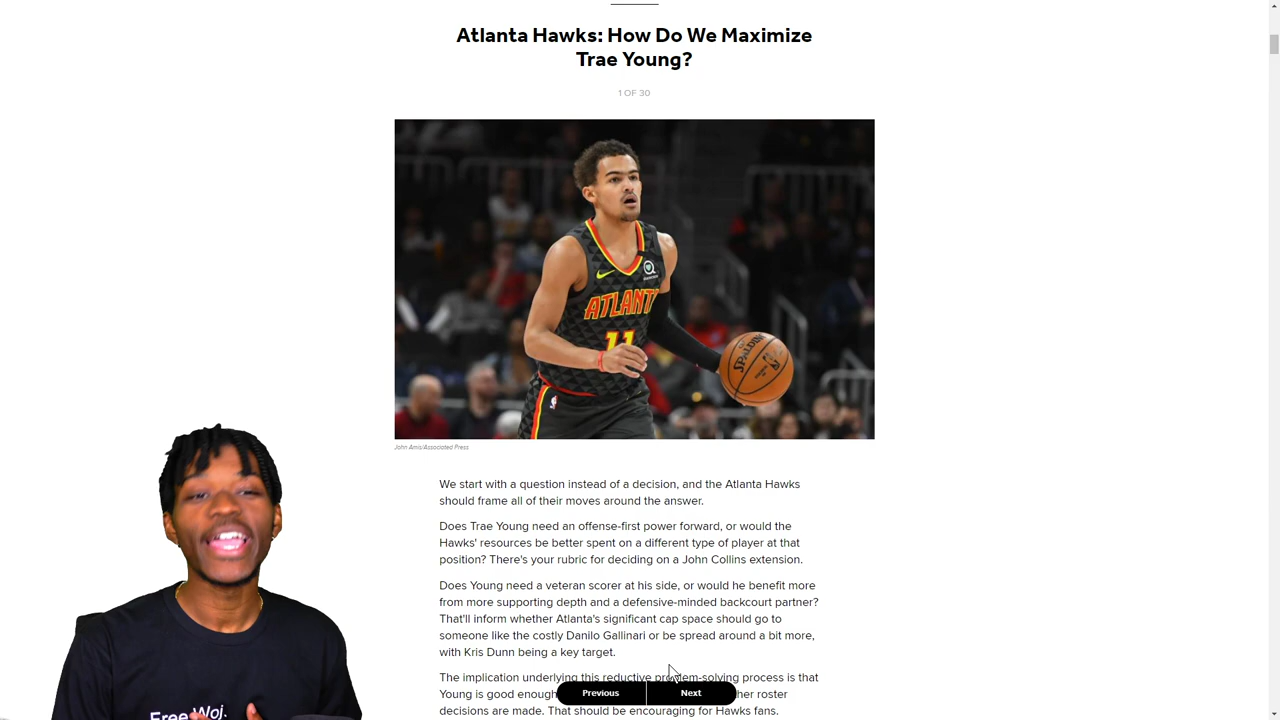 Atlanta Hawks: How Do We Maximize
Trae Young?
1 OF 30
ATLANTA
11
SPALDING
John Amis/Associated Press
We start with a question instead of a decision, and the Atlanta Hawks
should frame all of their moves around the answer.
Does Trae Young need an offense-first power forward, or would the
Hawks' resources be better spent on a different type of player at that
position? There's your rubric for deciding on a John Collins extension.
Does Young need a veteran scorer at his side, or would he benefit more
from more supporting depth and a defensive-minded backcourt partner?
That'll inform whether Atlanta's significant cap space should go to
someone like the costly Danilo Gallinari or be spread around a bit more,
with Kris Dunn being a key target.
The implication underlying this reductive problem-solving process is that
Young is good enough her roster
decisions are made. That should be encouraging for Hawks fans.
Previous Next
Free Woj.